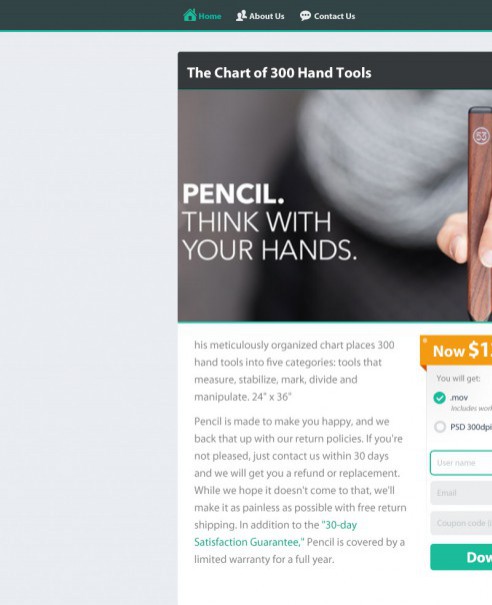 Home About Us Contact Us
The Chart of 300 Hand Tools
53
PENCIL.
THINK WITH
YOUR HANDS.
his meticulously organized chart places 300
hand tools into five categories: tools that
measure, stabilize, mark, divide and
manipulate. 24" x 36"
Pencil is made to make you happy, and we
back that up with our return policies. If you're
not pleased, just contact us within 30 days
and we will get you a refund or replacement.
While we hope it doesn't come to that, we'll
make it as painless as possible with free return
shipping. In addition to the "30-day
Satisfaction Guarantee," Pencil is covered by a
limited warranty for a full year.
Now $1
You will get:
.mov
Includes work
PSD 300dpi
User name
Email
Coupon code (
Dow